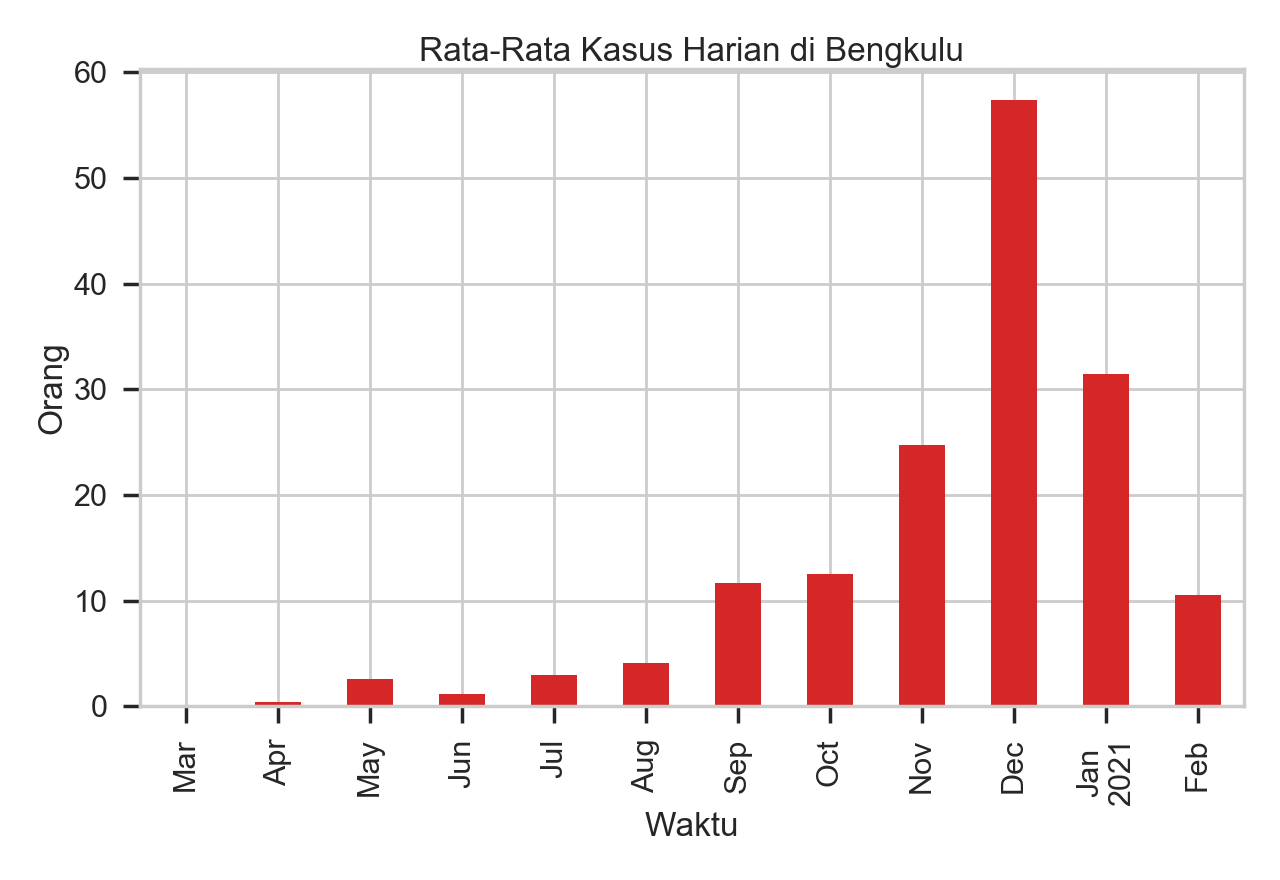 Rata-Rata Kasus Harian di Bengkulu
60
50
40
30
20
10
0
Orang
Mar
Apr
May
Jun
Jul
Aug
Sep
Oct
Nov
Dec
Jan
2021
Feb
Waktu